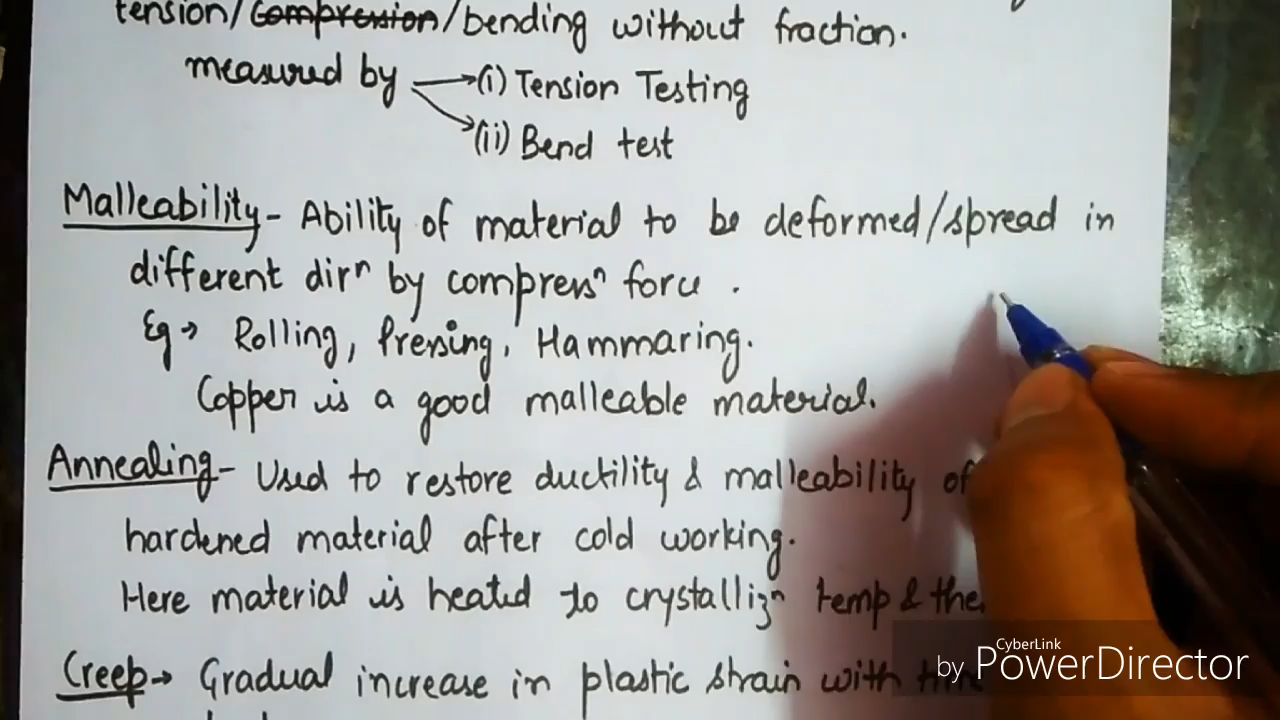 tension/compression/bending without fraction.
measured by → (i) Tension Testing
→ (ii) Bend test
Malleability - Ability of material to be deformed/spread in
different dirⁿ by compressⁿ force .
Eg → Rolling, Pressing, Hammaring.
Copper is a good malleable material.
Annealing - Used to restore ductility & malleability of
hardened material after cold working.
Here material is heated to crystallizⁿ temp &
Creep → Gradual increase in plastic strain with
CyberLink
by PowerDirector